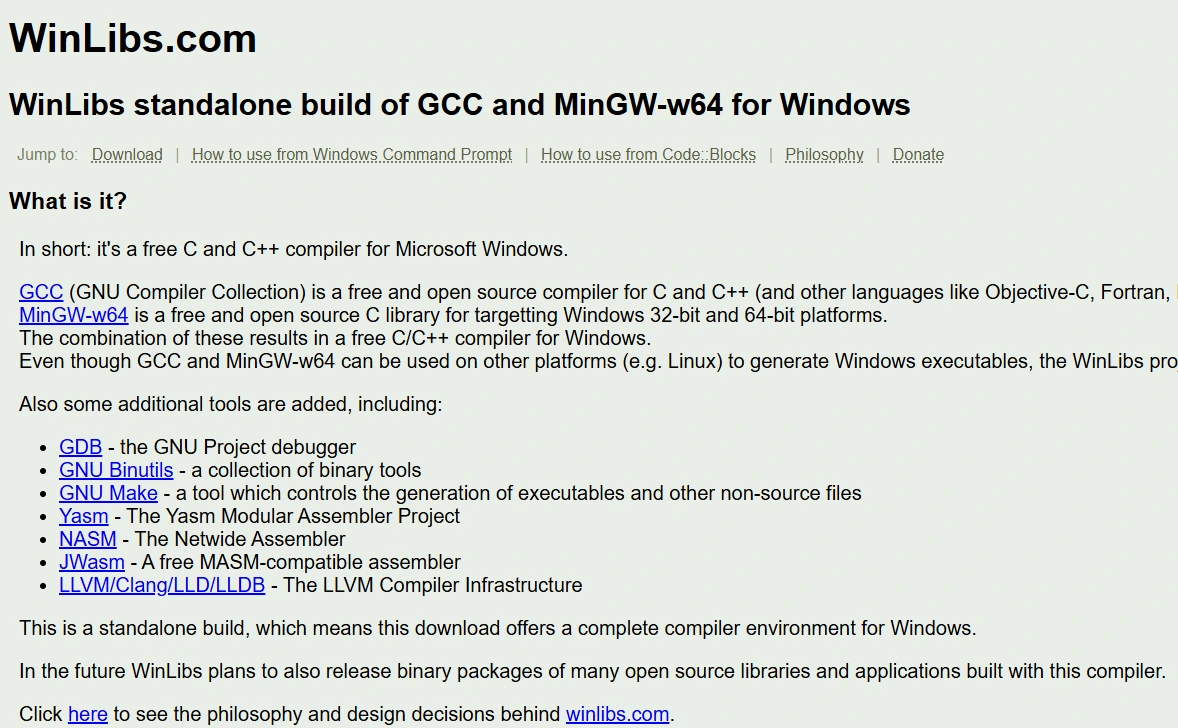 WinLibs.com
WinLibs standalone build of GCC and MinGW-w64 for Windows
Jump to: Download | How to use from Windows Command Prompt | How to use from Code::Blocks | Philosophy | Donate
What is it?
In short: it's a free C and C++ compiler for Microsoft Windows.
GCC (GNU Compiler Collection) is a free and open source compiler for C and C++ (and other languages like Objective-C, Fortran,
MinGW-w64 is a free and open source C library for targetting Windows 32-bit and 64-bit platforms.
The combination of these results in a free C/C++ compiler for Windows.
Even though GCC and MinGW-w64 can be used on other platforms (e.g. Linux) to generate Windows executables, the WinLibs
Also some additional tools are added, including:
• GDB - the GNU Project debugger
• GNU Binutils - a collection of binary tools
• GNU Make - a tool which controls the generation of executables and other non-source files
• Yasm - The Yasm Modular Assembler Project
• NASM - The Netwide Assembler
• JWasm - A free MASM-compatible assembler
• LLVM/Clang/LLD/LLDB - The LLVM Compiler Infrastructure
This is a standalone build, which means this download offers a complete compiler environment for Windows.
In the future WinLibs plans to also release binary packages of many open source libraries and applications built with this compiler.
Click here to see the philosophy and design decisions behind winlibs.com.